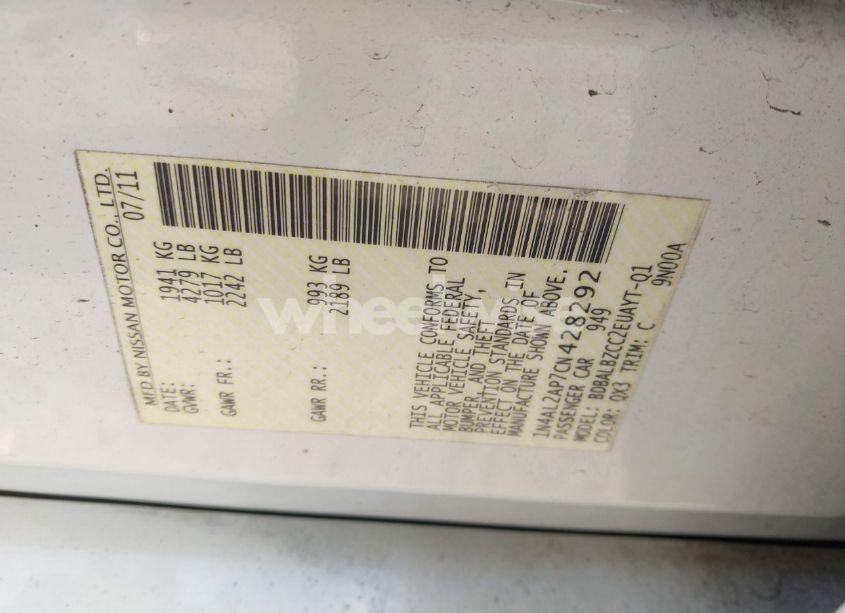 MFD BY NISSAN MOTOR CO., LTD.
DATE: 07/11
GVWR: 1941 KG
4279 LB
GAWR FR.: 1017 KG
2242 LB
GAWR RR.: 993 KG
2189 LB
THIS VEHICLE CONFORMS TO
ALL APPLICABLE FEDERAL
MOTOR VEHICLE SAFETY,
BUMPER, AND THEFT
PREVENTION STANDARDS IN
EFFECT ON THE DATE OF
MANUFACTURE SHOWN ABOVE.
1N4AL2AP7CN428292
PASSENGER CAR 949
MODEL: BDBALBZCC2EUAYT-Q1
COLOR: QX3 TRIM: C 9N00A